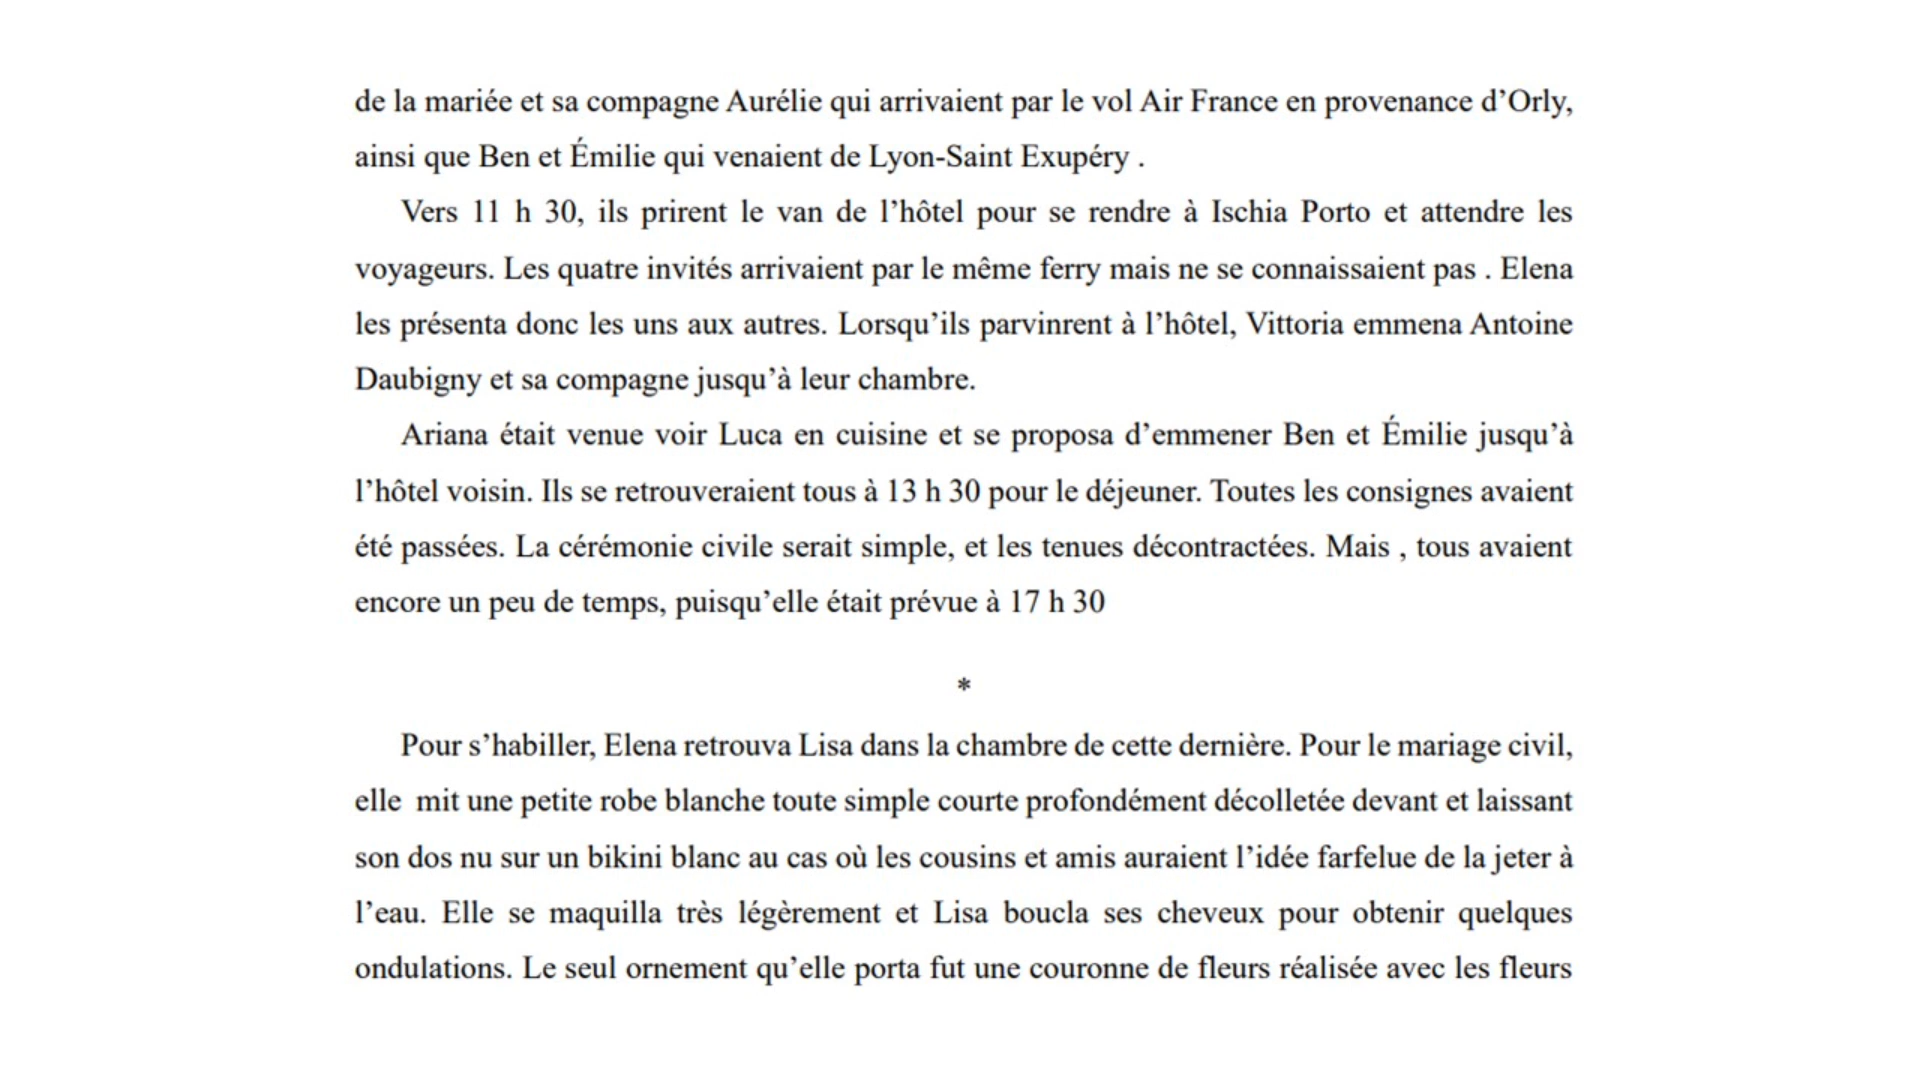 de la mariée et sa compagne Aurélie qui arrivaient par le vol Air France en provenance d’Orly,
ainsi que Ben et Émilie qui venaient de Lyon-Saint Exupéry .
Vers 11 h 30, ils prirent le van de l’hôtel pour se rendre à Ischia Porto et attendre les
voyageurs. Les quatre invités arrivaient par le même ferry mais ne se connaissaient pas . Elena
les présenta donc les uns aux autres. Lorsqu’ils parvinrent à l’hôtel, Vittoria emmena Antoine
Daubigny et sa compagne jusqu’à leur chambre.
Ariana était venue voir Luca en cuisine et se proposa d’emmener Ben et Émilie jusqu’à
l’hôtel voisin. Ils se retrouveraient tous à 13 h 30 pour le déjeuner. Toutes les consignes avaient
été passées. La cérémonie civile serait simple, et les tenues décontractées. Mais , tous avaient
encore un peu de temps, puisqu’elle était prévue à 17 h 30
*
Pour s’habiller, Elena retrouva Lisa dans la chambre de cette dernière. Pour le mariage civil,
elle  mit une petite robe blanche toute simple courte profondément décolletée devant et laissant
son dos nu sur un bikini blanc au cas où les cousins et amis auraient l’idée farfelue de la jeter à
l’eau. Elle se maquilla très légèrement et Lisa boucla ses cheveux pour obtenir quelques
ondulations. Le seul ornement qu’elle porta fut une couronne de fleurs réalisée avec les fleurs